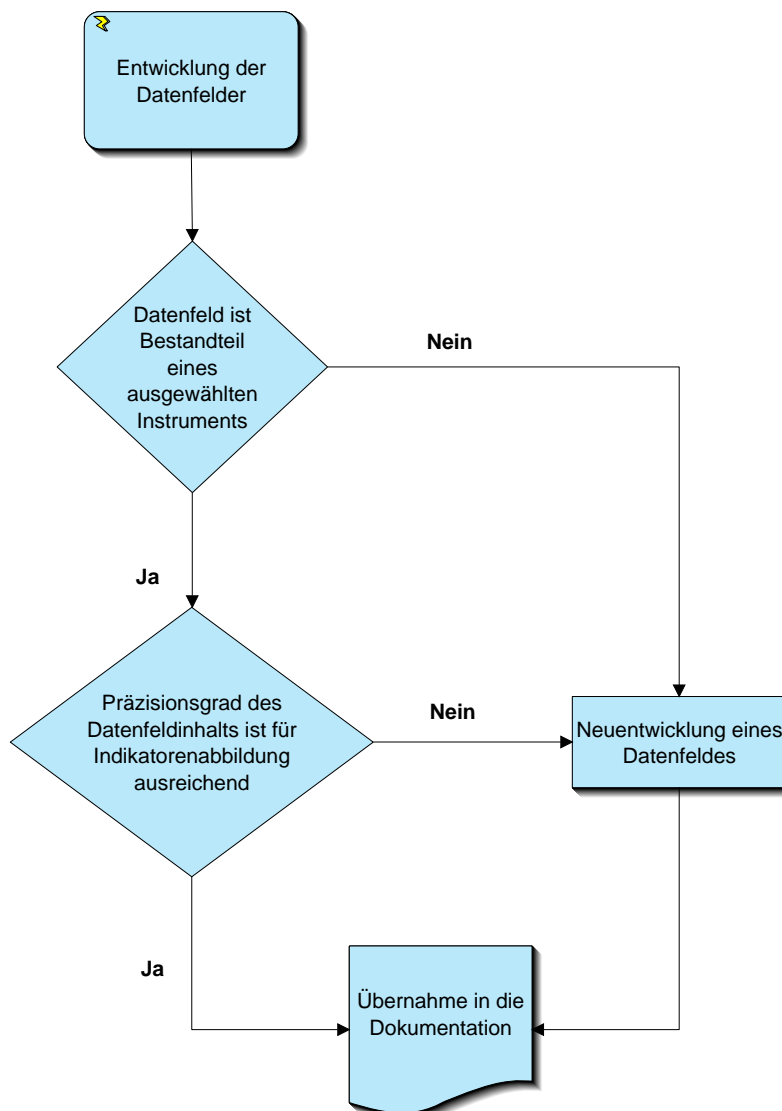 Entwicklung der
Datenfelder
Datenfeld ist
Bestandteil
eines
ausgewählten
Instruments
Nein
Ja
Präzisionsgrad des
Datenfeldinhalts ist für
Indikatorenabbildung
ausreichend
Nein
Neuentwicklung eines
Datenfeldes
Ja
Übernahme in die
Dokumentation